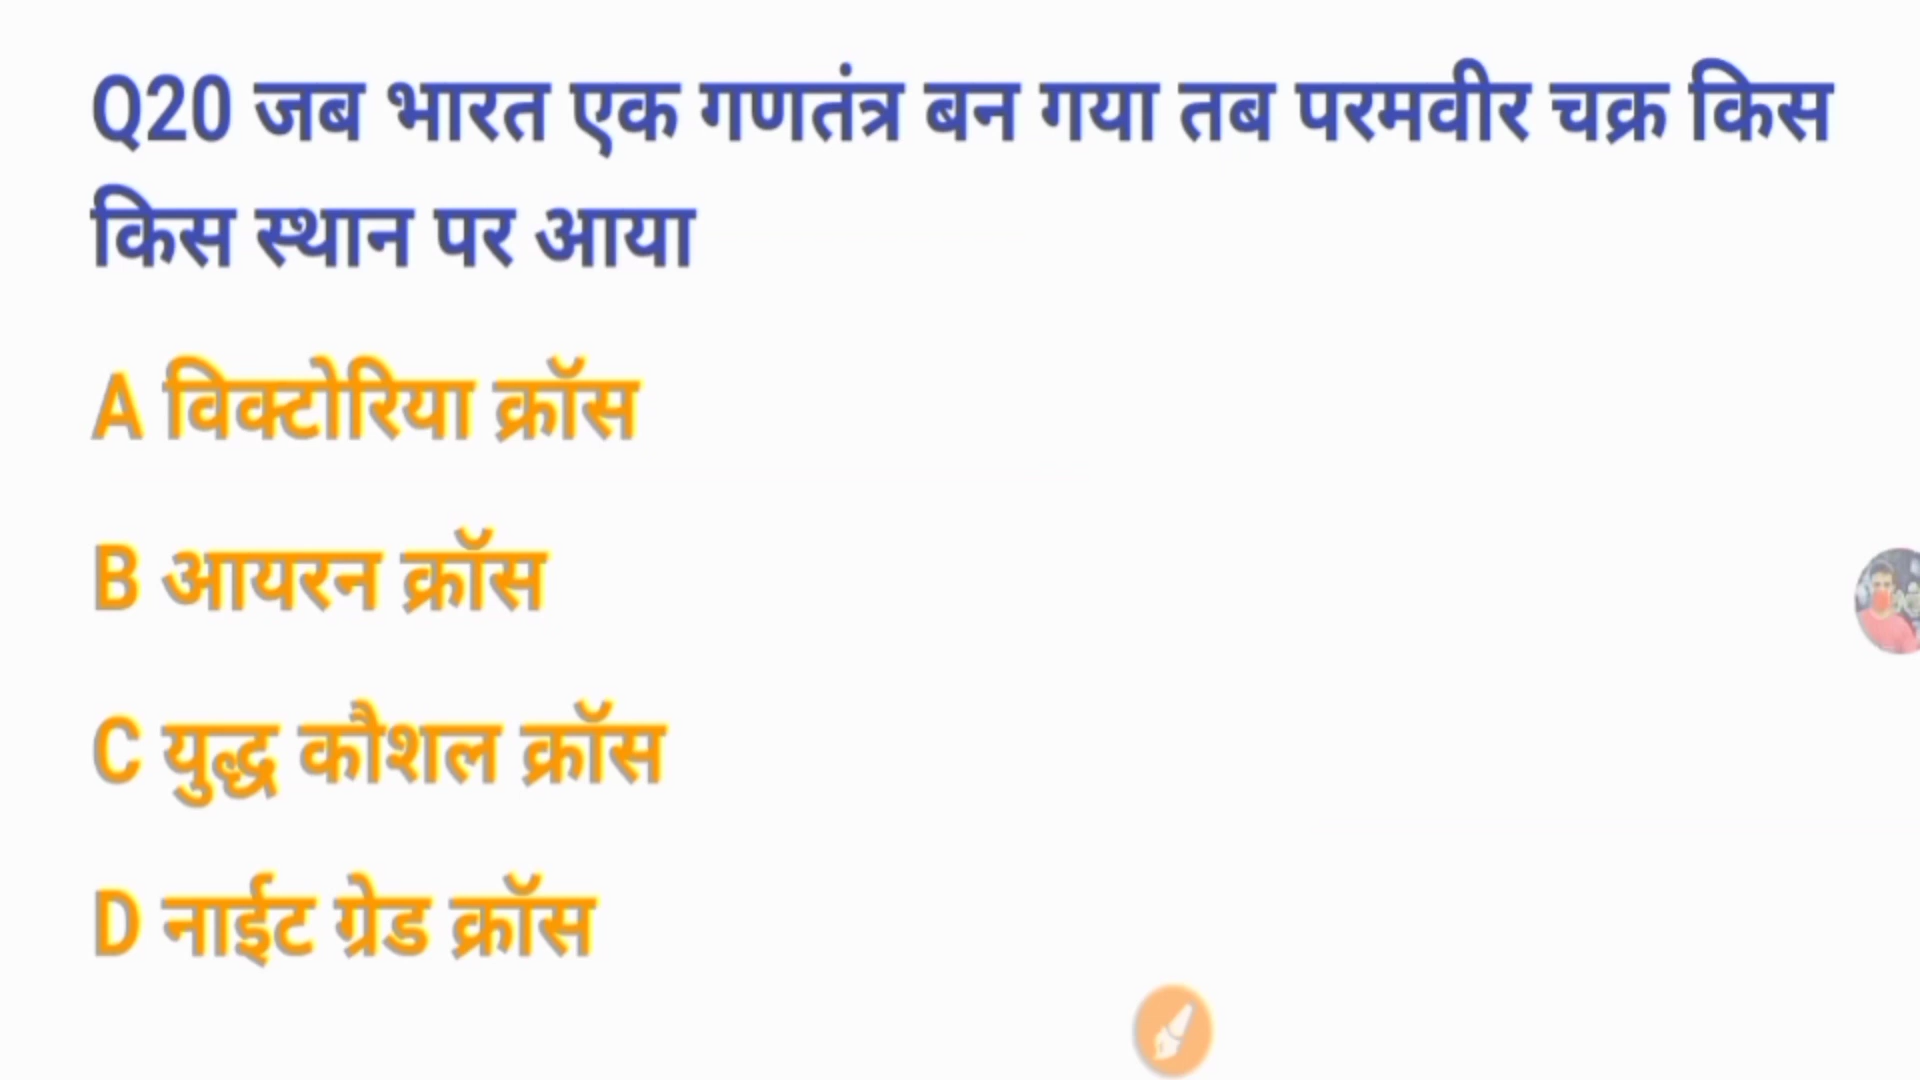 Q20 जब भारत एक गणतंत्र बन गया तब परमवीर चक्र किस
किस स्थान पर आया
A विक्टोरिया क्रॉस
B आयरन क्रॉस
C युद्ध कौशल क्रॉस
D नाईट ग्रेड क्रॉस